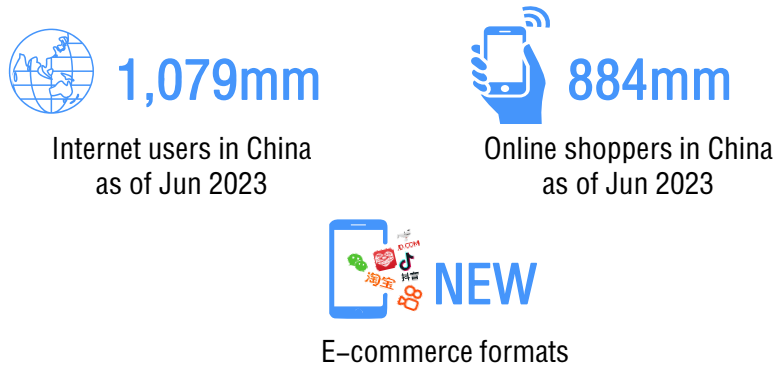 1,079mm
Internet users in China
as of Jun 2023
884mm
Online shoppers in China
as of Jun 2023
JD.COM
淘宝
抖音
NEW
E-commerce formats